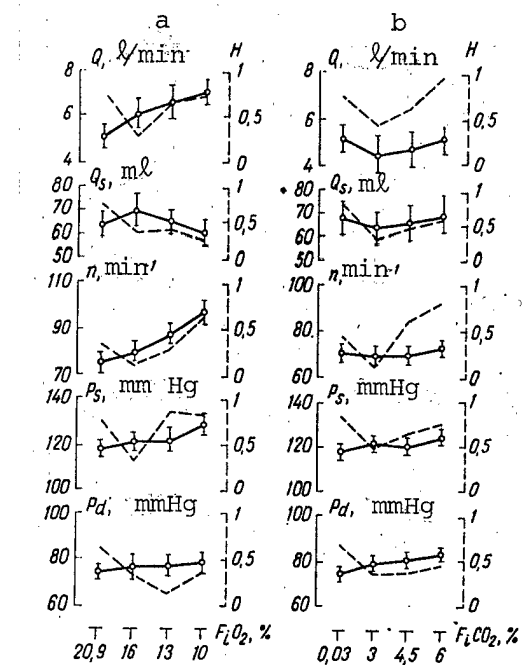 a b
Q, ℓ/min H Q, ℓ/min H
8 1 8 1
6 0,5 6 0,5
4 0 4 0
Qs, mℓ Qs, mℓ
80 1 80 1
70 70
60 0,5 60 0,5
50 0 50 0
n, min' n, min-1
110 1 100 1
90 0,5 80 0,5
70 0 60 0
Ps, mm Hg Ps, mmHg
140 1 140 1
120 0,5 120 0,5
100 0 100 0
Pd, mmHg Pd, mmHg
100 1 100 1
80 0,5 80 0,5
60 0 60 0
20,9 16 13 10 FiO2, % 0,03 3 4,5 6 FiCO2, %